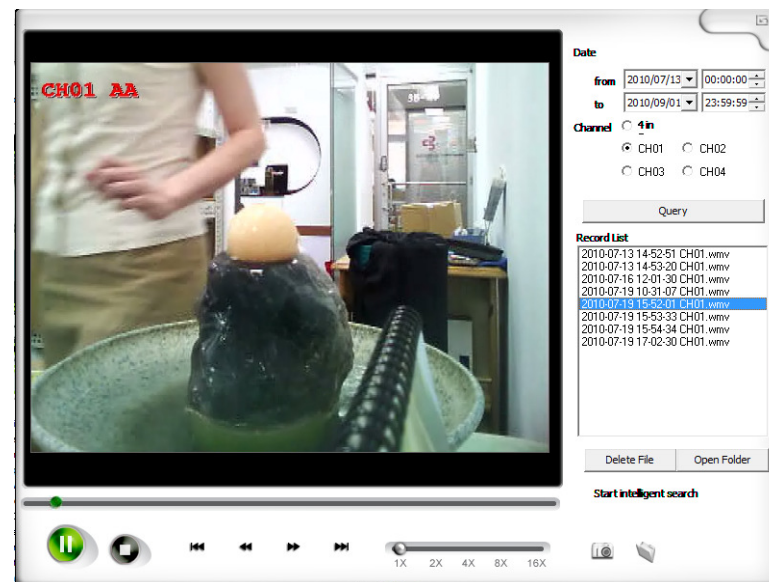 CH01 AA
Date
from 2010/07/13 00:00:00
to 2010/09/01 23:59:59
Channel 4 in
CH01 CH02
CH03 CH04
Query
Record List
2010-07-13 14-52-51 CH01.wmv
2010-07-13 14-53-20 CH01.wmv
2010-07-16 12-01-30 CH01.wmv
2010-07-19 10-31-07 CH01.wmv
2010-07-19 15-52-01 CH01.wmv
2010-07-19 15-53-33 CH01.wmv
2010-07-19 15-54-34 CH01.wmv
2010-07-19 17-02-30 CH01.wmv
Delete File Open Folder
Start intelligent search
1X 2X 4X 8X 16X